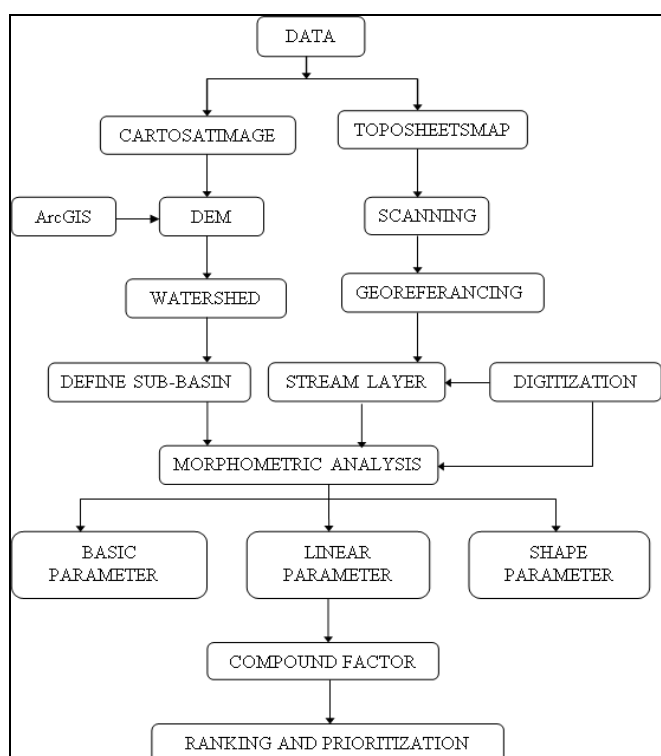 DATA
CARTOSATIMAGE
TOPOSHEETSMAP
ArcGIS
DEM
SCANNING
WATERSHED
GEOREFERANCING
DEFINE SUB-BASIN
STREAM LAYER
DIGITIZATION
MORPHOMETRIC ANALYSIS
BASIC
PARAMETER
LINEAR
PARAMETER
SHAPE
PARAMETER
COMPOUND FACTOR
RANKING AND PRIORITIZATION